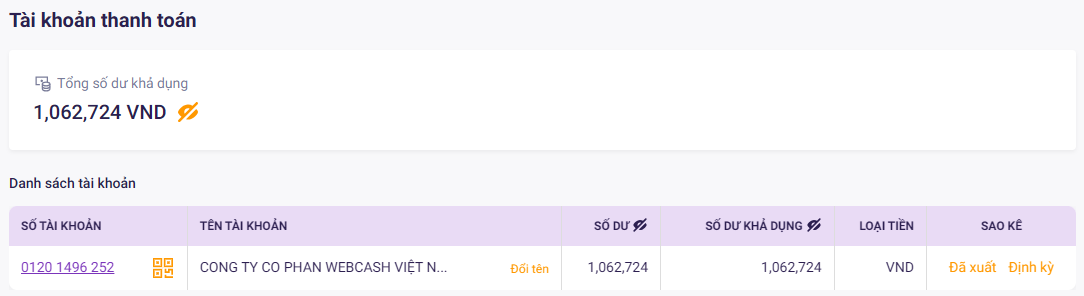 Tài khoản thanh toán
Tổng số dư khả dụng
1,062,724 VND
Danh sách tài khoản
SỐ TÀI KHOẢN TÊN TÀI KHOẢN SỐ DƯ SỐ DƯ KHẢ DỤNG LOẠI TIỀN SAO KÊ
0120 1496 252 CONG TY CO PHAN WEBCASH VIỆT N... Đổi tên 1,062,724 1,062,724 VND Đã xuất Định kỳ